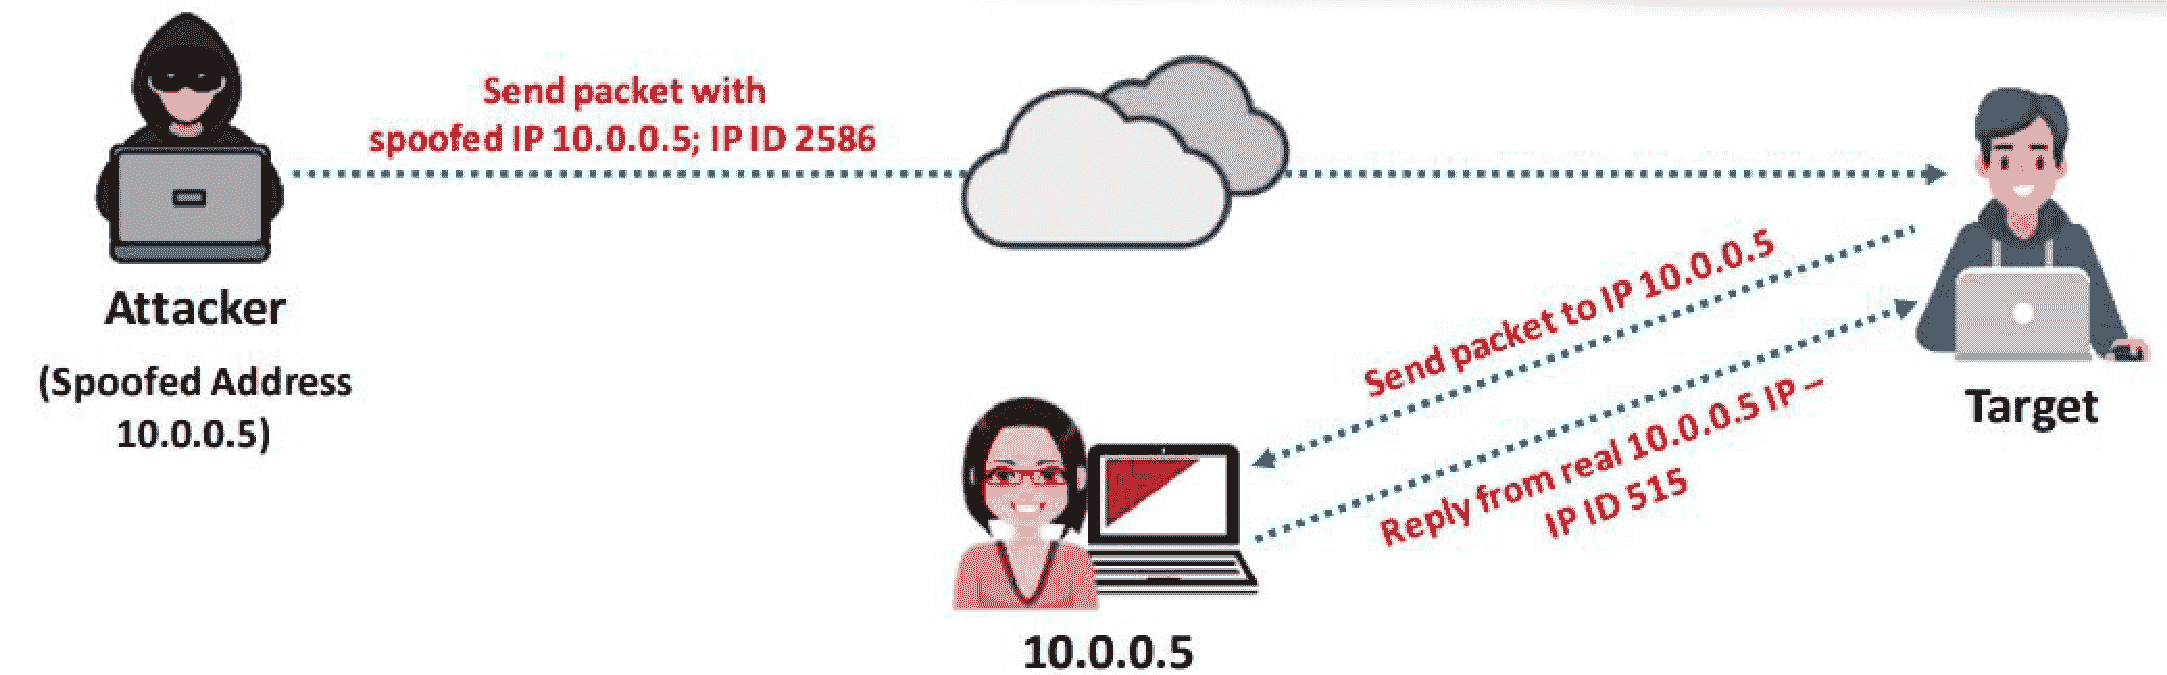 Send packet with
spoofed IP 10.0.0.5; IP ID 2586
Attacker
(Spoofed Address
10.0.0.5)
Send packet to IP 10.0.0.5
Reply from real 10.0.0.5 IP –
IP ID 515
Target
10.0.0.5